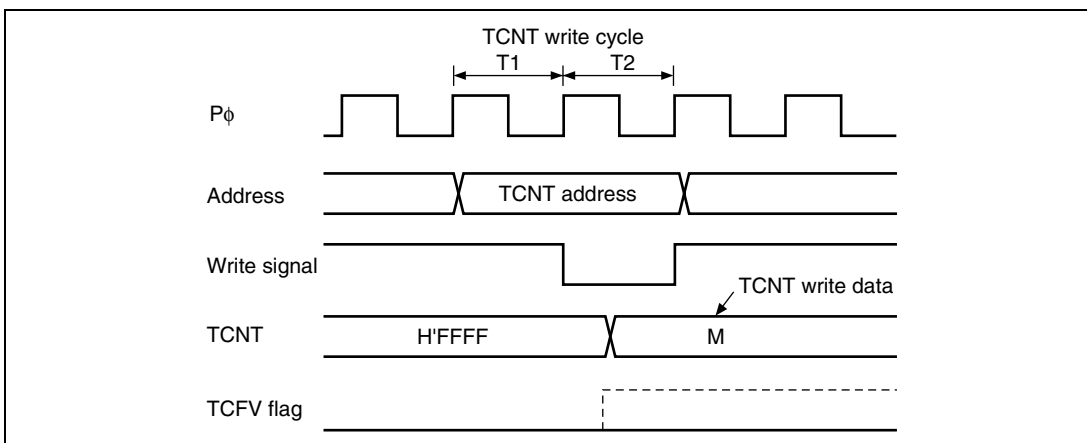 TCNT write cycle
T1 T2
Pϕ
Address TCNT address
Write signal
TCNT write data
TCNT H'FFFF M
TCFV flag